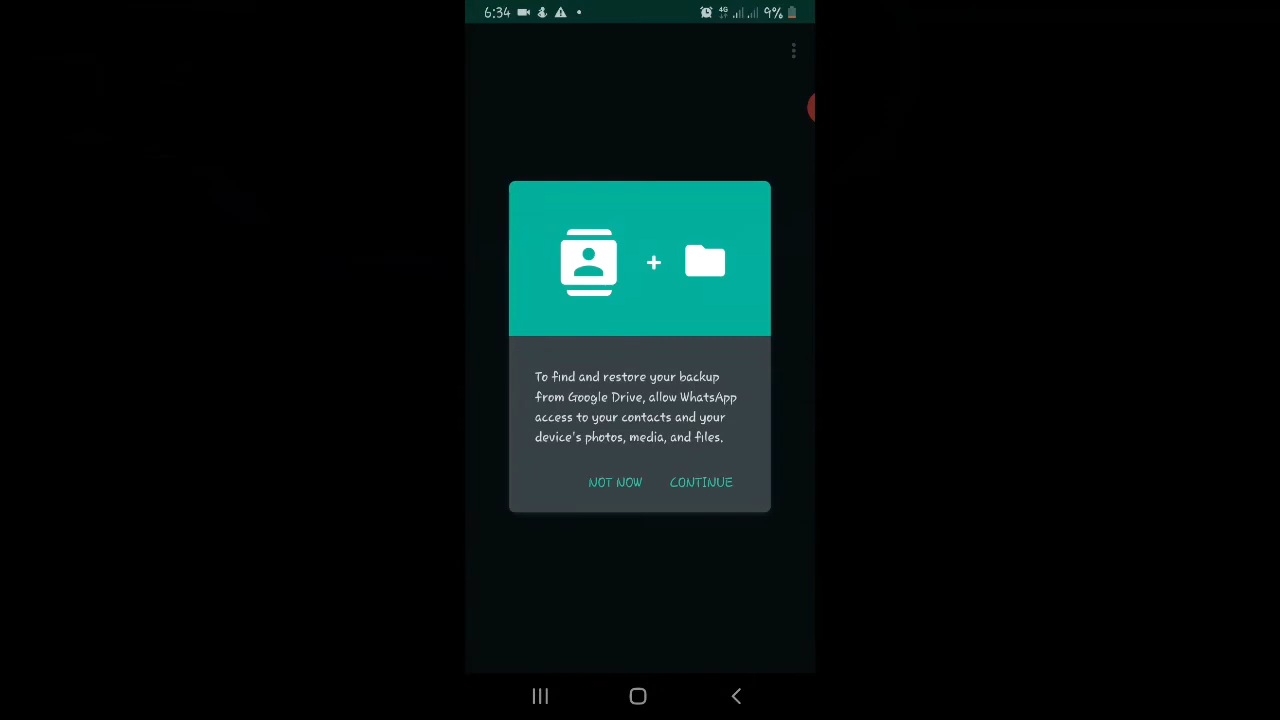 6:34 4G 9%
To find and restore your backup
from Google Drive, allow WhatsApp
access to your contacts and your
device's photos, media, and files.
NOT NOW CONTINUE